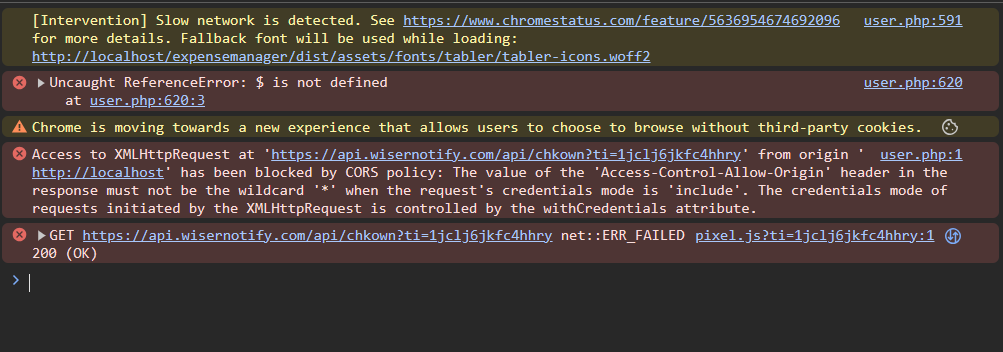 [Intervention] Slow network is detected. See https://www.chromestatus.com/feature/5636954674692096 user.php:591
for more details. Fallback font will be used while loading:
http://localhost/expensemanager/dist/assets/fonts/tabler/tabler-icons.woff2
Uncaught ReferenceError: $ is not defined user.php:620
at user.php:620:3
Chrome is moving towards a new experience that allows users to choose to browse without third-party cookies.
Access to XMLHttpRequest at 'https://api.wisernotify.com/api/chkown?ti=1jclj6jkfc4hhry' from origin ' user.php:1
http://localhost' has been blocked by CORS policy: The value of the 'Access-Control-Allow-Origin' header in the
response must not be the wildcard '*' when the request's credentials mode is 'include'. The credentials mode of
requests initiated by the XMLHttpRequest is controlled by the withCredentials attribute.
GET https://api.wisernotify.com/api/chkown?ti=1jclj6jkfc4hhry net::ERR_FAILED pixel.js?ti=1jclj6jkfc4hhry:1
200 (OK)